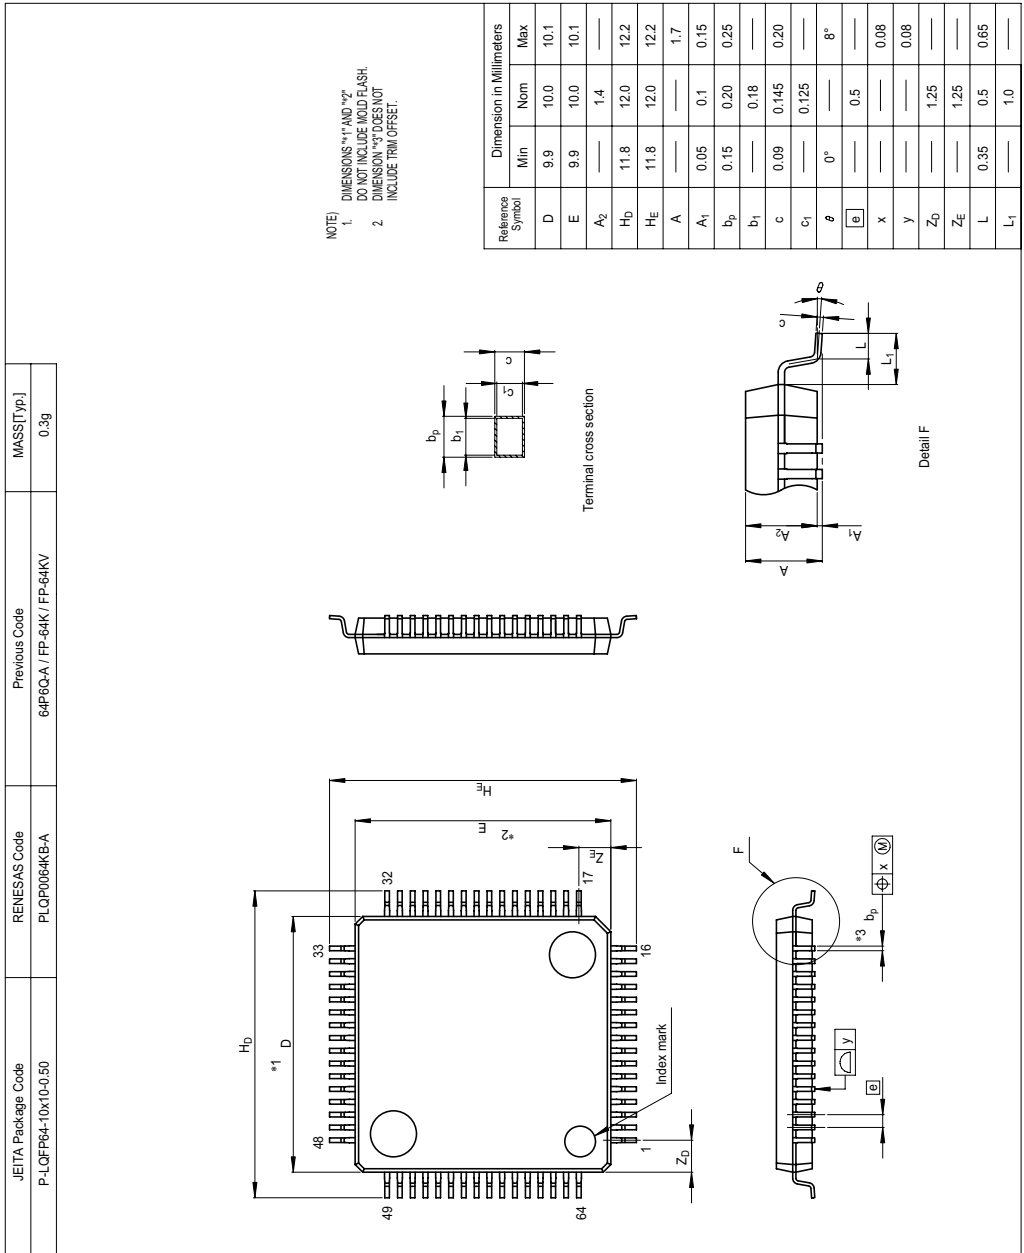 JEITA Package Code RENESAS Code Previous Code MASS[Typ.]
P-LQFP64-10x10-0.50 PLQP0064KB-A 64P6Q-A / FP-64K / FP-64KV 0.3g
HD
*1
D
48 33
49 32
64 17
1 16
ZD
Index mark
HE
*2
E
ZE
NOTE)
1. DIMENSIONS "*1" AND "*2"
DO NOT INCLUDE MOLD FLASH.
2. DIMENSION "*3" DOES NOT
INCLUDE TRIM OFFSET.
bp
b1
c1
c
Terminal cross section
F
e
y
*3
bp
x M
A
A2
A1
c
θ
L
L1
Detail F
Reference Symbol Dimension in Millimeters
Min Nom Max
D 9.9 10.0 10.1
E 9.9 10.0 10.1
A2 — 1.4 —
HD 11.8 12.0 12.2
HE 11.8 12.0 12.2
A — — 1.7
A1 0.05 0.1 0.15
bp 0.15 0.20 0.25
b1 — 0.18 —
c 0.09 0.145 0.20
c1 — 0.125 —
θ 0° — 8°
e — 0.5 —
x — — 0.08
y — — 0.08
ZD — 1.25 —
ZE — 1.25 —
L 0.35 0.5 0.65
L1 — 1.0 —